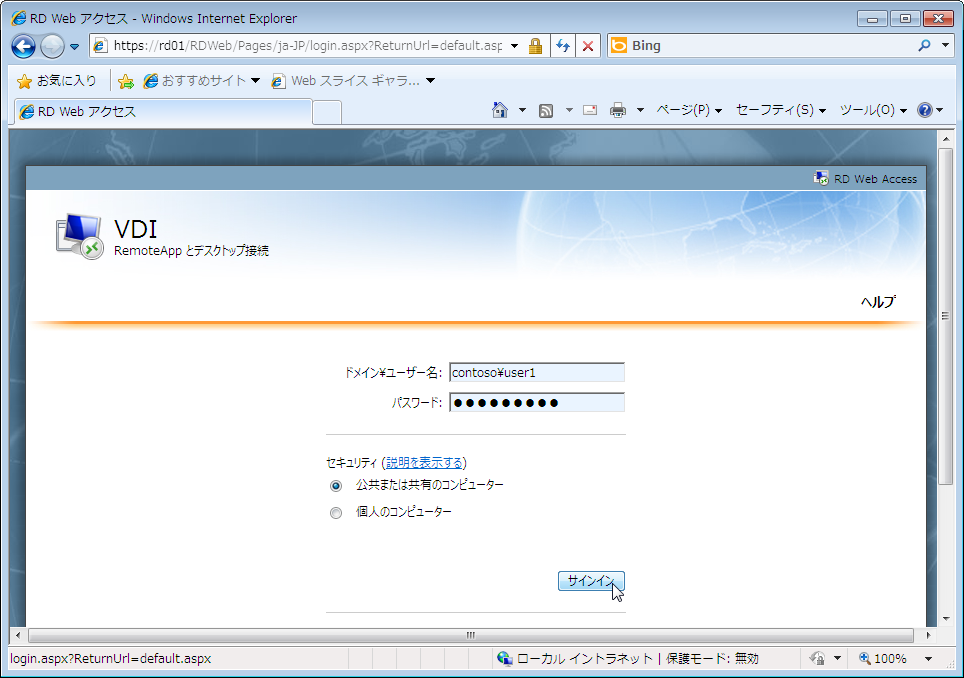 RD Web アクセス - Windows Internet Explorer
https://rd01/RDWeb/Pages/ja-JP/login.aspx?ReturnUrl=default.asp
Bing
お気に入り
おすすめサイト
Web スライス ギャラ...
RD Web アクセス
ページ(P)
セーフティ(S)
ツール(O)
RD Web Access
VDI
RemoteApp とデスクトップ接続
ヘルプ
ドメイン¥ユーザー名: contoso¥user1
パスワード: ●●●●●●●●●
セキュリティ (説明を表示する)
公共または共有のコンピューター
個人のコンピューター
サインイン
login.aspx?ReturnUrl=default.aspx
ローカル イントラネット | 保護モード: 無効
100%